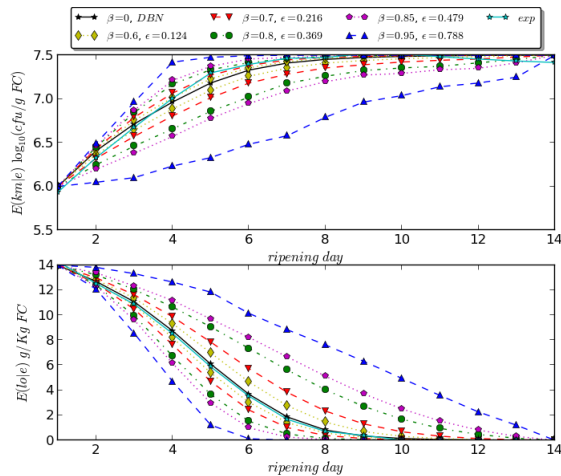 β=0, DBN β=0.7, ϵ=0.216 β=0.85, ϵ=0.479 exp
β=0.6, ϵ=0.124 β=0.8, ϵ=0.369 β=0.95, ϵ=0.788
E(km|e) log₁₀(cfu/g FC)
7.5
7.0
6.5
6.0
5.5
2 4 6 8 10 12 14
ripening day
E(lo|e) g/Kg FC
14
12
10
8
6
4
2
0
2 4 6 8 10 12 14
ripening day